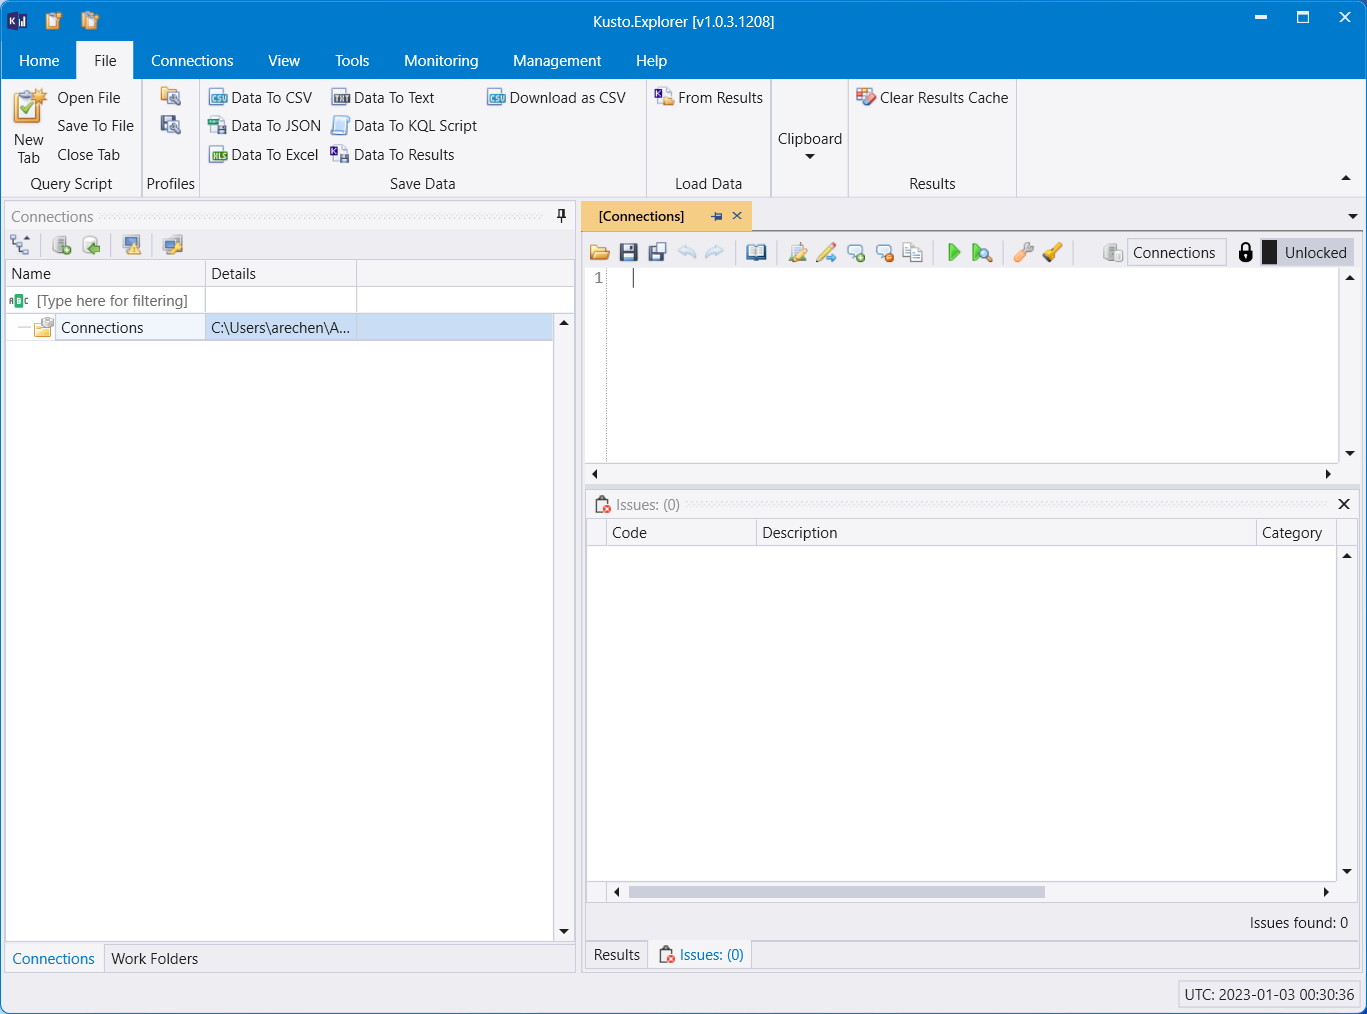 Kusto.Explorer [v1.0.3.1208]
Home File Connections View Tools Monitoring Management Help
New Tab
Open File
Save To File
Close Tab
Query Script
Profiles
Data To CSV
Data To JSON
Data To Excel
Data To Text
Data To KQL Script
Data To Results
Download as CSV
Save Data
From Results
Load Data
Clipboard
Clear Results Cache
Results
Connections
Name Details
[Type here for filtering]
Connections C:\Users\arechen\A...
Connections Work Folders
[Connections]
Connections Unlocked
1
Issues: (0)
Code Description Category
Issues found: 0
Results Issues: (0)
UTC: 2023-01-03 00:30:36